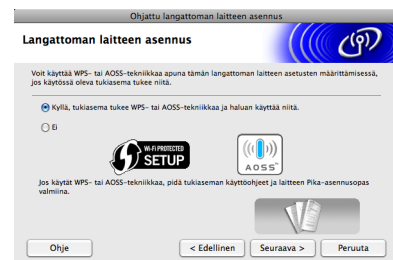 Ohjattu langattoman laitteen asennus
Langattoman laitteen asennus
Voit käyttää WPS- tai AOSS-tekniikkaa apuna tämän langattoman laitteen asetusten määrittämisessä,
jos käytössä oleva tukiasema tukee niitä.
Kyllä, tukiasema tukee WPS- tai AOSS-tekniikkaa ja haluan käyttää niitä.
Ei
Wi-Fi PROTECTED
SETUP
AOSS™
Jos käytät WPS- tai AOSS-tekniikkaa, pidä tukiaseman käyttöohjeet ja laitteen Pika-asennusopas
valmiina.
Ohje
< Edellinen
Seuraava >
Peruuta